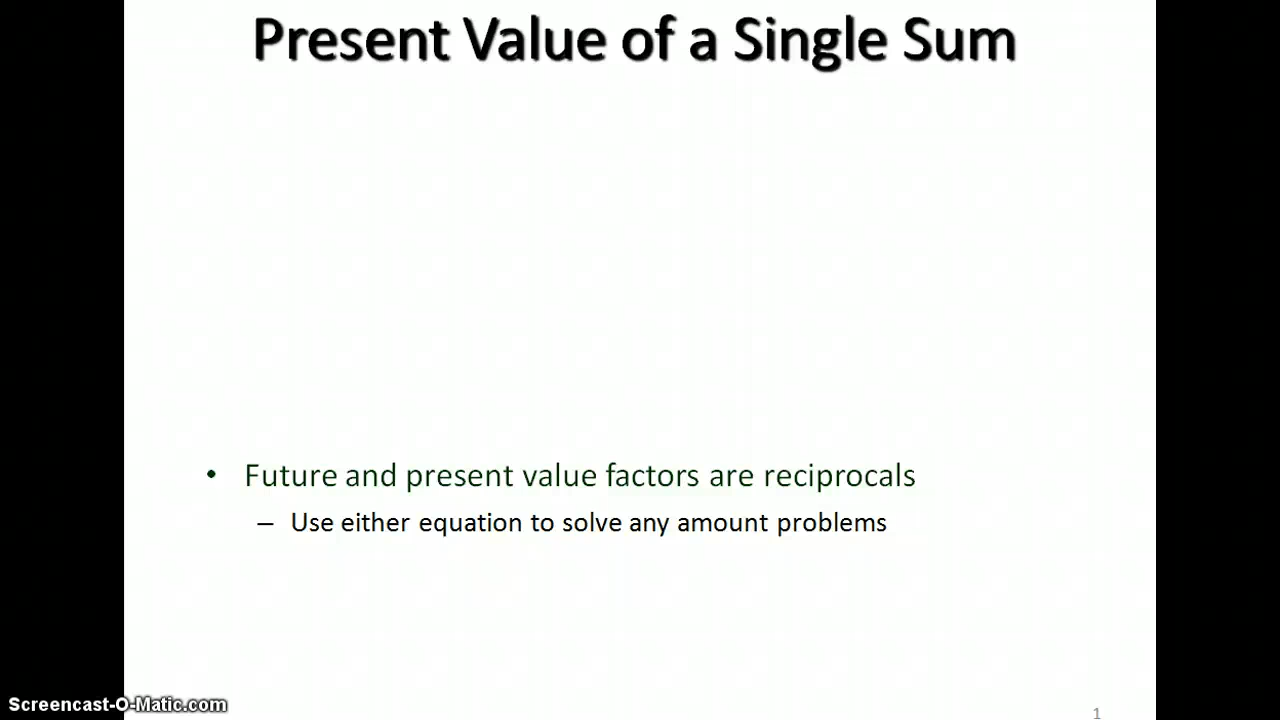 Present Value of a Single Sum
• Future and present value factors are reciprocals
– Use either equation to solve any amount problems
Screencast-O-Matic.com
1